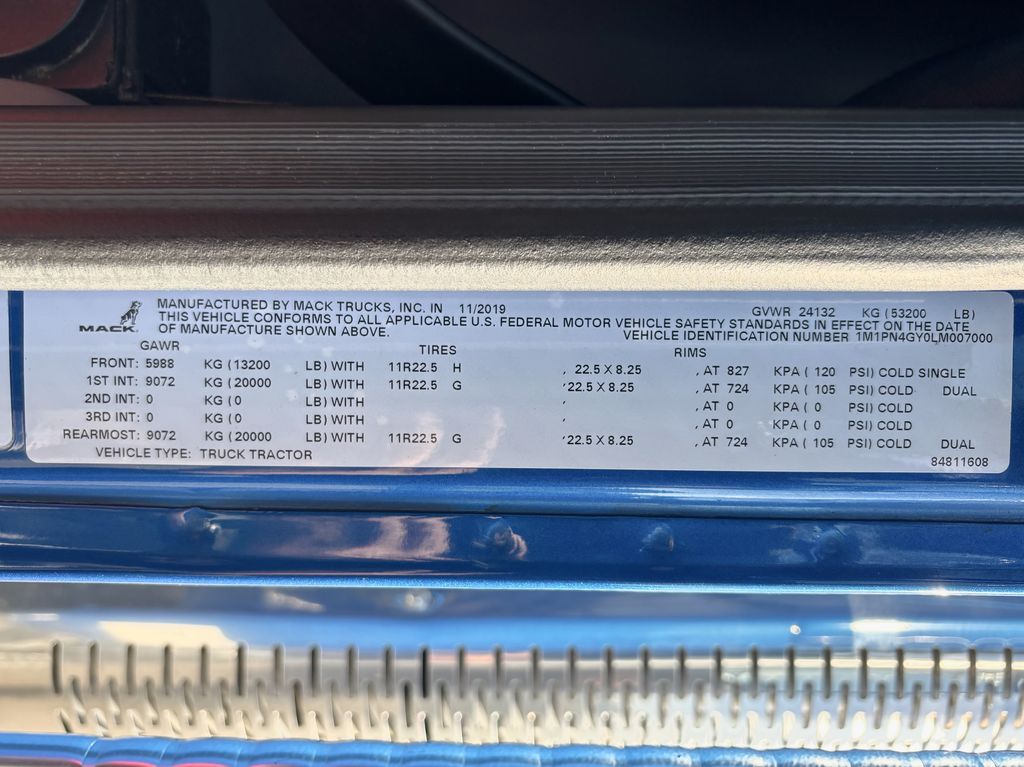 MACK
MANUFACTURED BY MACK TRUCKS, INC. IN 11/2019 GVWR 24132 KG (53200 LB)
THIS VEHICLE CONFORMS TO ALL APPLICABLE U.S. FEDERAL MOTOR VEHICLE SAFETY STANDARDS IN EFFECT ON THE DATE
OF MANUFACTURE SHOWN ABOVE. VEHICLE IDENTIFICATION NUMBER 1M1PN4GY0LM007000
GAWR TIRES RIMS
FRONT: 5988 KG (13200 LB) WITH 11R22.5 H , 22.5 X 8.25 , AT 827 KPA ( 120 PSI) COLD SINGLE
1ST INT: 9072 KG (20000 LB) WITH 11R22.5 G , 22.5 X 8.25 , AT 724 KPA ( 105 PSI) COLD DUAL
2ND INT: 0 KG (0 LB) WITH , , AT 0 KPA ( 0 PSI) COLD
3RD INT: 0 KG (0 LB) WITH , , AT 0 KPA ( 0 PSI) COLD
REARMOST: 9072 KG (20000 LB) WITH 11R22.5 G , 22.5 X 8.25 , AT 724 KPA ( 105 PSI) COLD DUAL
VEHICLE TYPE: TRUCK TRACTOR
84811608